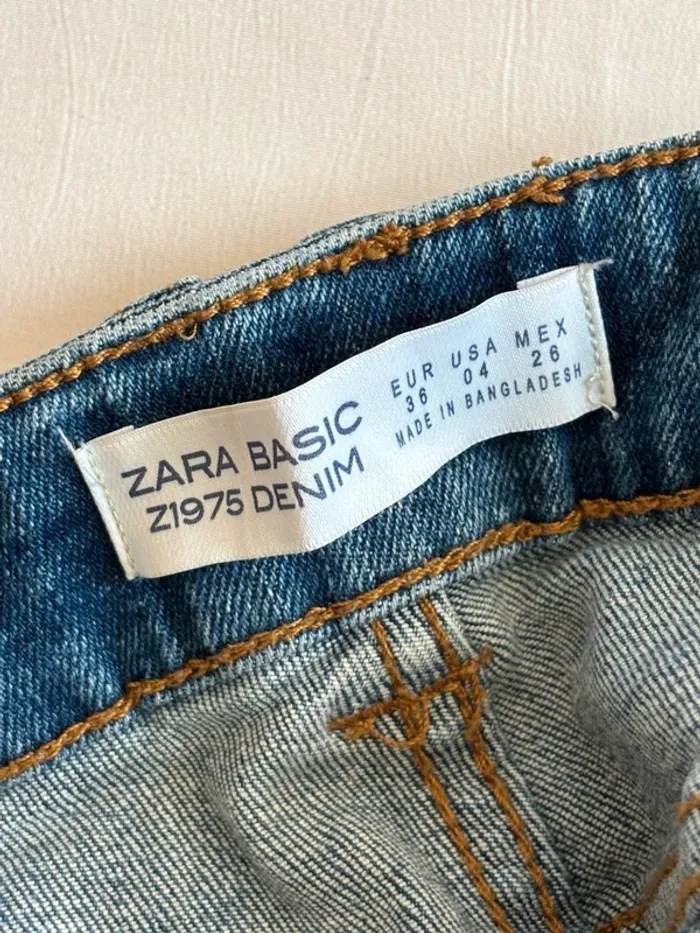 ZARA BASIC
Z1975 DENIM
EUR USA MEX
36 04 26
MADE IN BANGLADESH